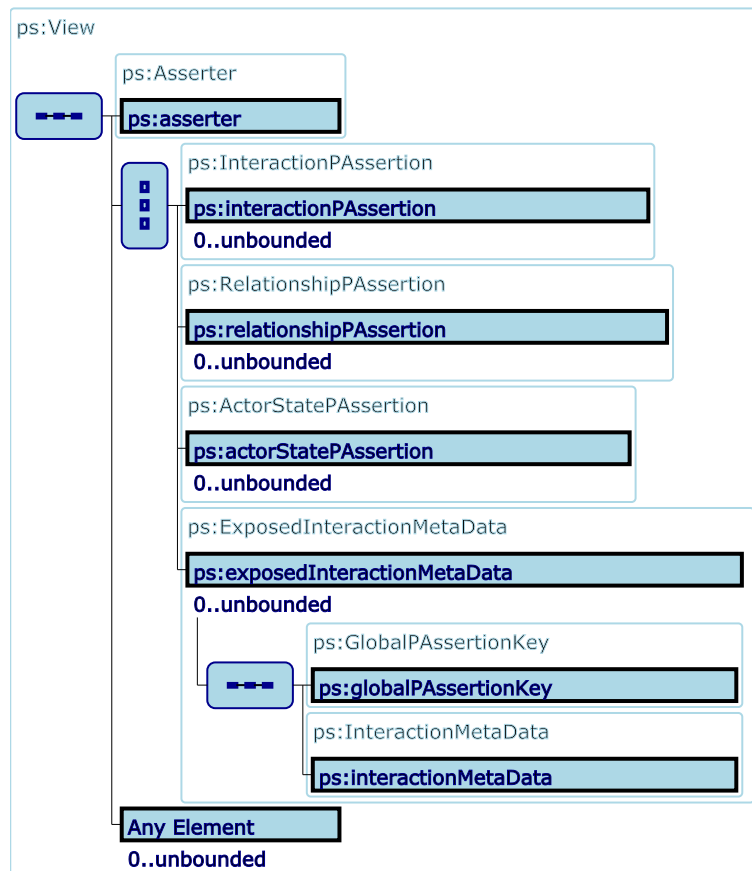 ps:View
ps:Asserter
ps:asserter
ps:InteractionPAssertion
ps:interactionPAssertion
0..unbounded
ps:RelationshipPAssertion
ps:relationshipPAssertion
0..unbounded
ps:ActorStatePAssertion
ps:actorStatePAssertion
0..unbounded
ps:ExposedInteractionMetaData
ps:exposedInteractionMetaData
0..unbounded
ps:GlobalPAssertionKey
ps:globalPAssertionKey
ps:InteractionMetaData
ps:interactionMetaData
Any Element
0..unbounded